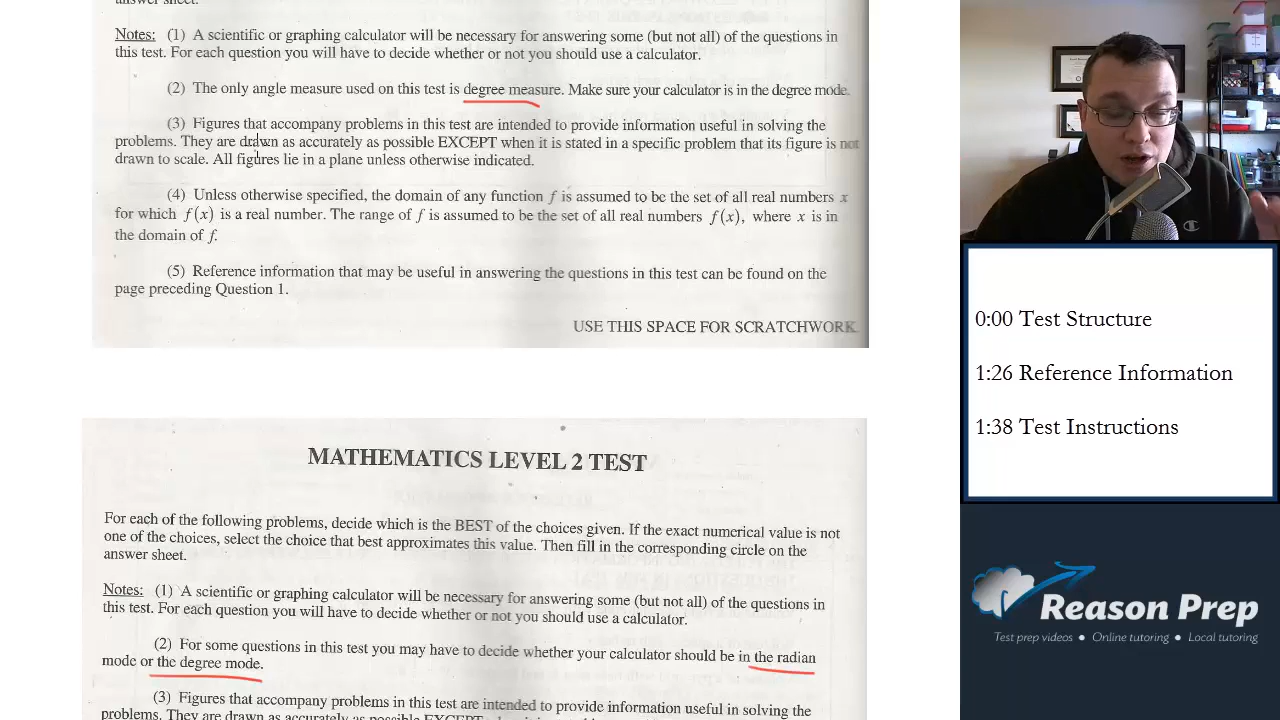 answer sheet.
Notes: (1) A scientific or graphing calculator will be necessary for answering some (but not all) of the questions in
this test. For each question you will have to decide whether or not you should use a calculator.
(2) The only angle measure used on this test is degree measure. Make sure your calculator is in the degree mode.
(3) Figures that accompany problems in this test are intended to provide information useful in solving the
problems. They are drawn as accurately as possible EXCEPT when it is stated in a specific problem that its figure is not
drawn to scale. All figures lie in a plane unless otherwise indicated.
(4) Unless otherwise specified, the domain of any function f is assumed to be the set of all real numbers x
for which f(x) is a real number. The range of f is assumed to be the set of all real numbers f(x), where x is in
the domain of f.
(5) Reference information that may be useful in answering the questions in this test can be found on the
page preceding Question 1.
USE THIS SPACE FOR SCRATCHWORK
MATHEMATICS LEVEL 2 TEST
For each of the following problems, decide which is the BEST of the choices given. If the exact numerical value is not
one of the choices, select the choice that best approximates this value. Then fill in the corresponding circle on the
answer sheet.
Notes: (1) A scientific or graphing calculator will be necessary for answering some (but not all) of the questions in
this test. For each question you will have to decide whether or not you should use a calculator.
(2) For some questions in this test you may have to decide whether your calculator should be in the radian
mode or the degree mode.
(3) Figures that accompany problems in this test are intended to provide information useful in solving the
problems. They are drawn as accurately as possible EXCEPT
0:00 Test Structure
1:26 Reference Information
1:38 Test Instructions
Reason Prep
Test prep videos • Online tutoring • Local tutoring